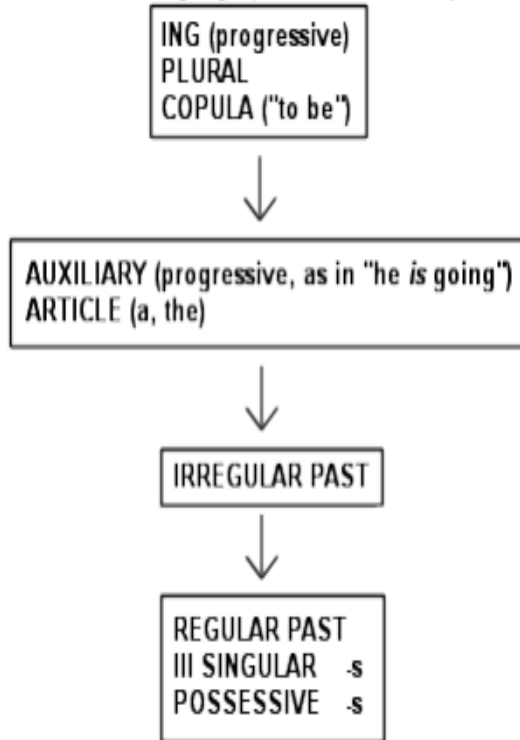 ING (progressive)
PLURAL
COPULA ("to be")
AUXILIARY (progressive, as in "he is going")
ARTICLE (a, the)
IRREGULAR PAST
REGULAR PAST
III SINGULAR -s
POSSESSIVE -s